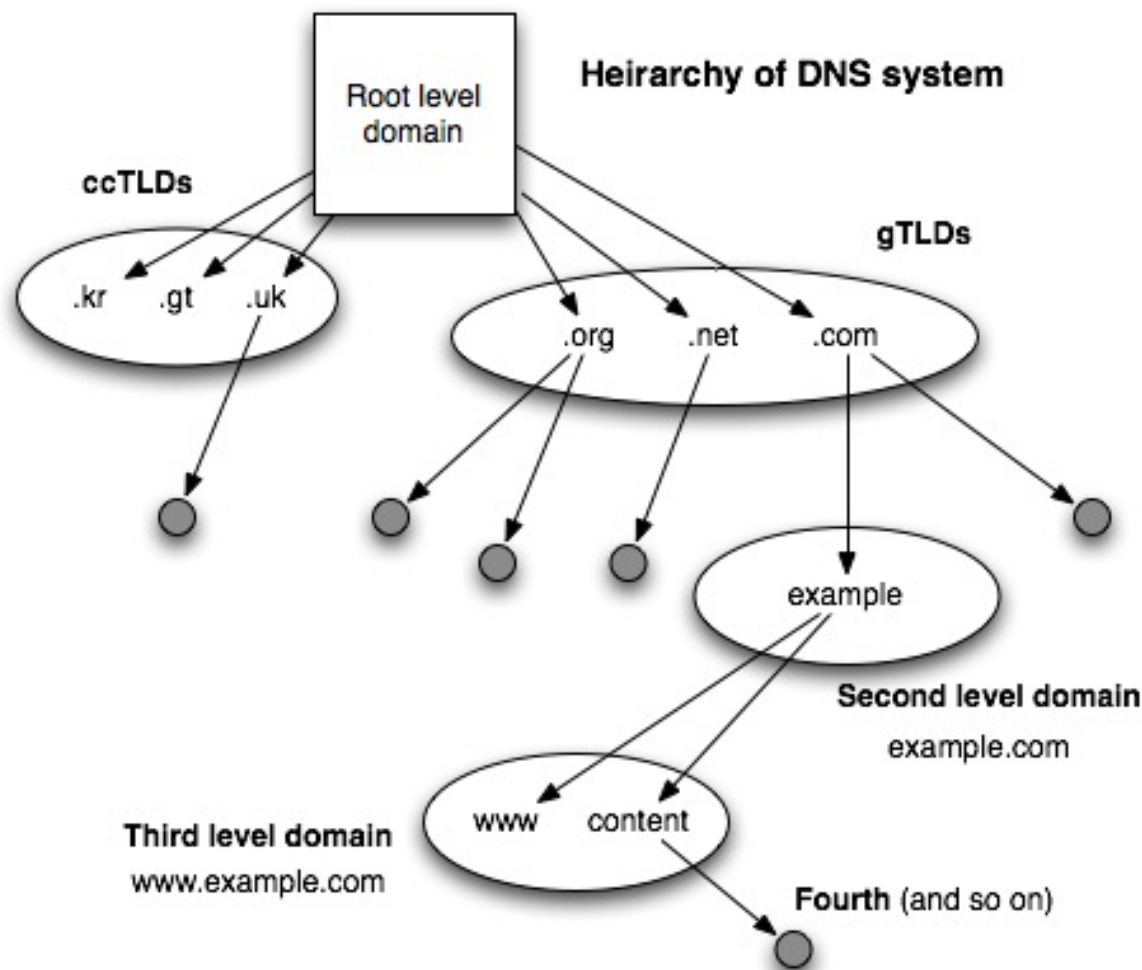 Heirarchy of DNS system
Root level
domain
ccTLDs
.kr .gt .uk
gTLDs
.org .net .com
example
Second level domain
example.com
www content
Third level domain
www.example.com
Fourth (and so on)